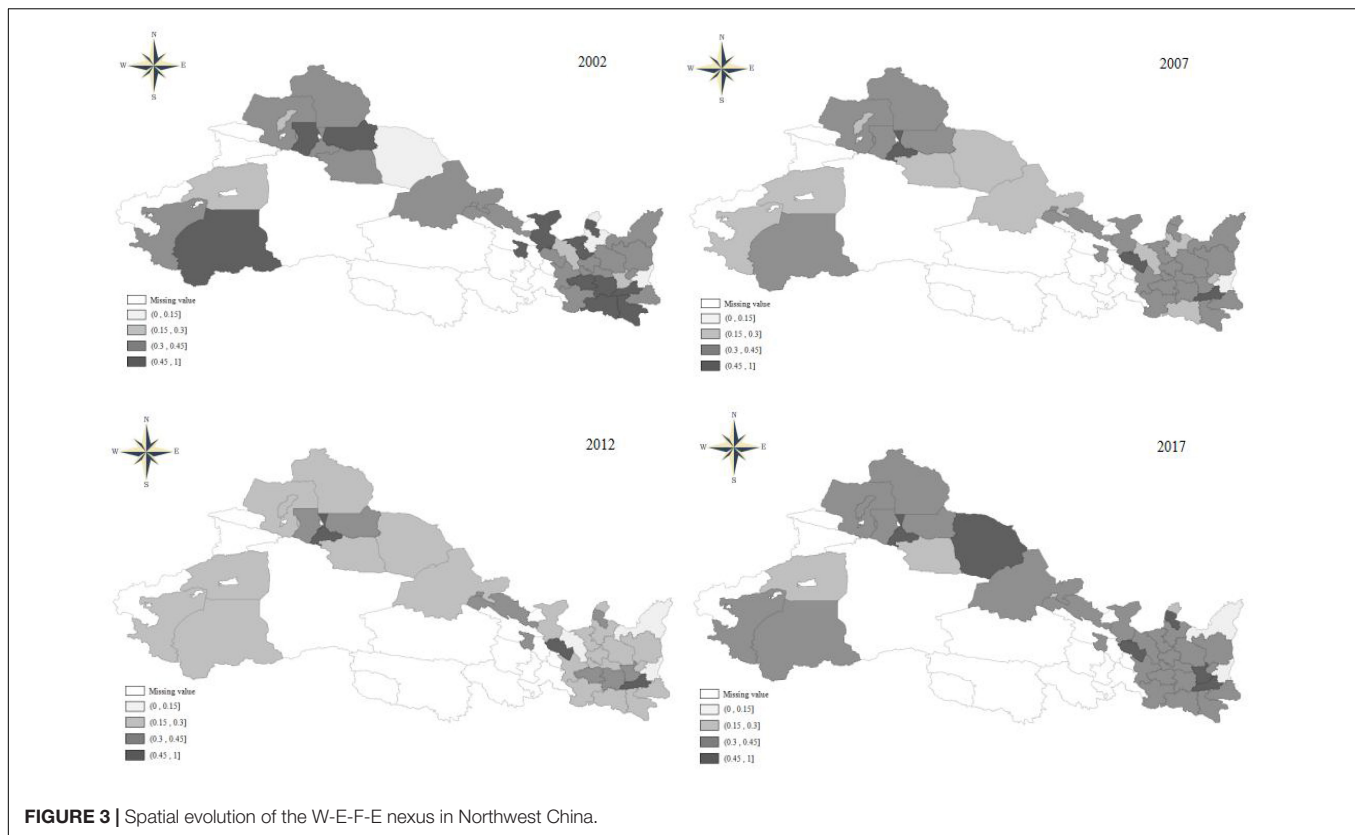 N
W E
S
2002
Missing value
(0 , 0.15]
(0.15 , 0.3]
(0.3 , 0.45]
(0.45 , 1]
N
W E
S
2007
Missing value
(0 , 0.15]
(0.15 , 0.3]
(0.3 , 0.45]
(0.45 , 1]
N
W E
S
2012
Missing value
(0 , 0.15]
(0.15 , 0.3]
(0.3 , 0.45]
(0.45 , 1]
N
W E
S
2017
Missing value
(0 , 0.15]
(0.15 , 0.3]
(0.3 , 0.45]
(0.45 , 1]
FIGURE 3 | Spatial evolution of the W-E-F-E nexus in Northwest China.